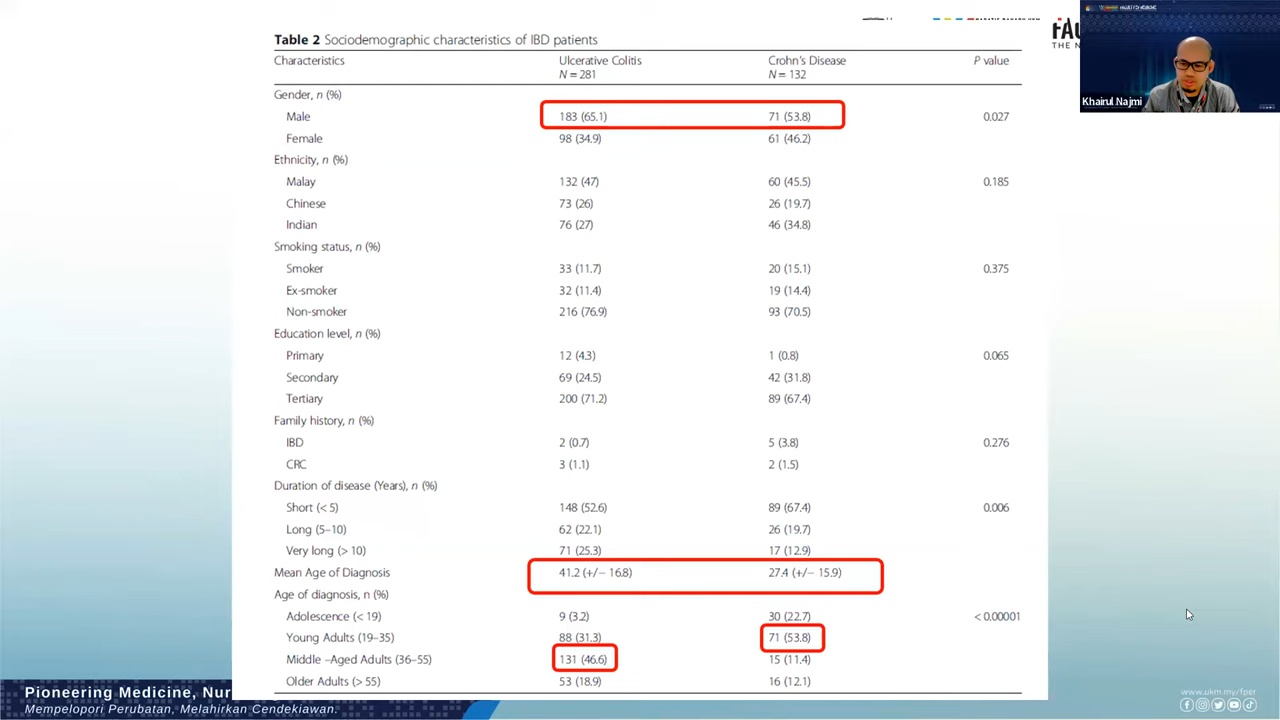 Table 2 Sociodemographic characteristics of IBD patients
Characteristics Ulcerative Colitis Crohn's Disease P value
N = 281 N = 132
Gender, n (%)
Male 183 (65.1) 71 (53.8) 0.027
Female 98 (34.9) 61 (46.2)
Ethnicity, n (%)
Malay 132 (47) 60 (45.5) 0.185
Chinese 73 (26) 26 (19.7)
Indian 76 (27) 46 (34.8)
Smoking status, n (%)
Smoker 33 (11.7) 20 (15.1) 0.375
Ex-smoker 32 (11.4) 19 (14.4)
Non-smoker 216 (76.9) 93 (70.5)
Education level, n (%)
Primary 12 (4.3) 1 (0.8) 0.065
Secondary 69 (24.5) 42 (31.8)
Tertiary 200 (71.2) 89 (67.4)
Family history, n (%)
IBD 2 (0.7) 5 (3.8) 0.276
CRC 3 (1.1) 2 (1.5)
Duration of disease (Years), n (%)
Short (< 5) 148 (52.6) 89 (67.4) 0.006
Long (5–10) 62 (22.1) 26 (19.7)
Very long (> 10) 71 (25.3) 17 (12.9)
Mean Age of Diagnosis 41.2 (+/− 16.8) 27.4 (+/− 15.9)
Age of diagnosis, n (%)
Adolescence (< 19) 9 (3.2) 30 (22.7) < 0.00001
Young Adults (19–35) 88 (31.3) 71 (53.8)
Middle –Aged Adults (36–55) 131 (46.6) 15 (11.4)
Older Adults (> 55) 53 (18.9) 16 (12.1)
THE N
Khairul Najmi
Pioneering Medicine, Nur
Mempelopori Perubatan, Melahirkan Cendekiawan.
www.ukm.my/fper